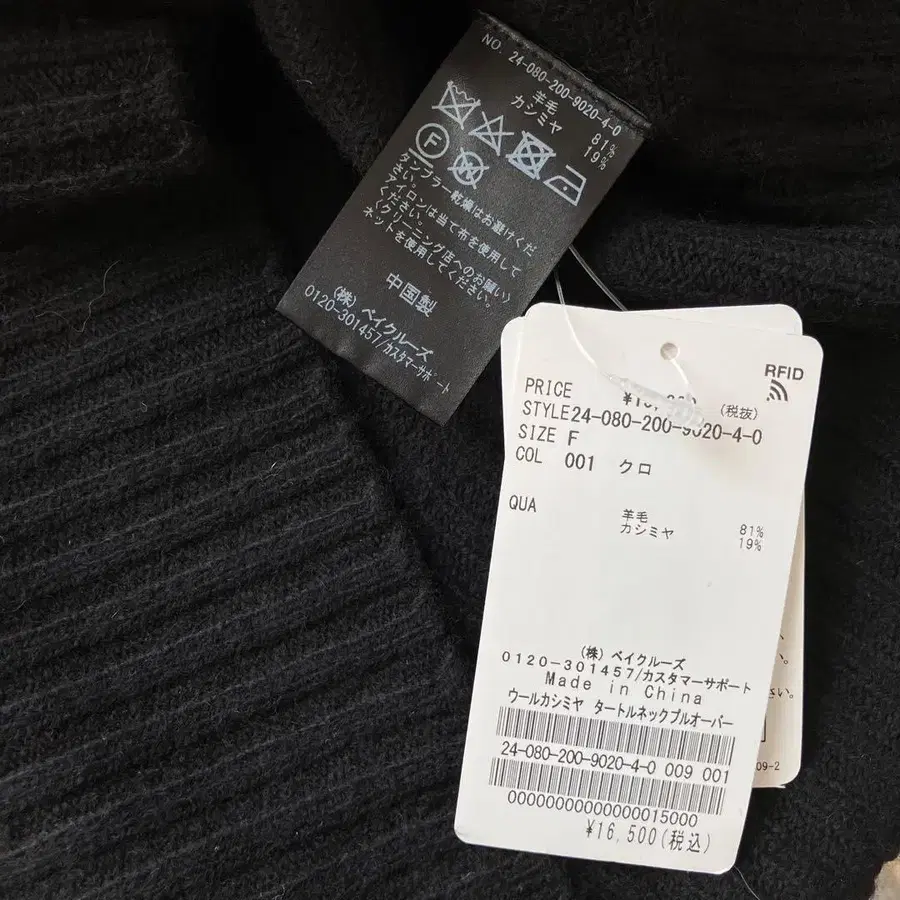 NO. 24-080-200-9020-4-0
羊毛 81%
カシミヤ 19%
F
タンブラー乾燥はお避けくだ
さい。
アイロンは当て布を使用して
ください。
(クリーニング店へのお願い)
ネットを使用してください。
中国製
(株) ベイクルーズ
0120-301457/カスタマーサポート
RFID
PRICE (税抜)
STYLE24-080-200-9020-4-0
SIZE F
COL 001 クロ
QUA
羊毛 81%
カシミヤ 19%
(株) ベイクルーズ
0120-301457/カスタマーサポート
Made in China
ウールカシミヤ タートルネックプルオーバー
24-080-200-9020-4-0 009 001
00000000000000015000
¥16,500(税込)
。
さい。
09-2